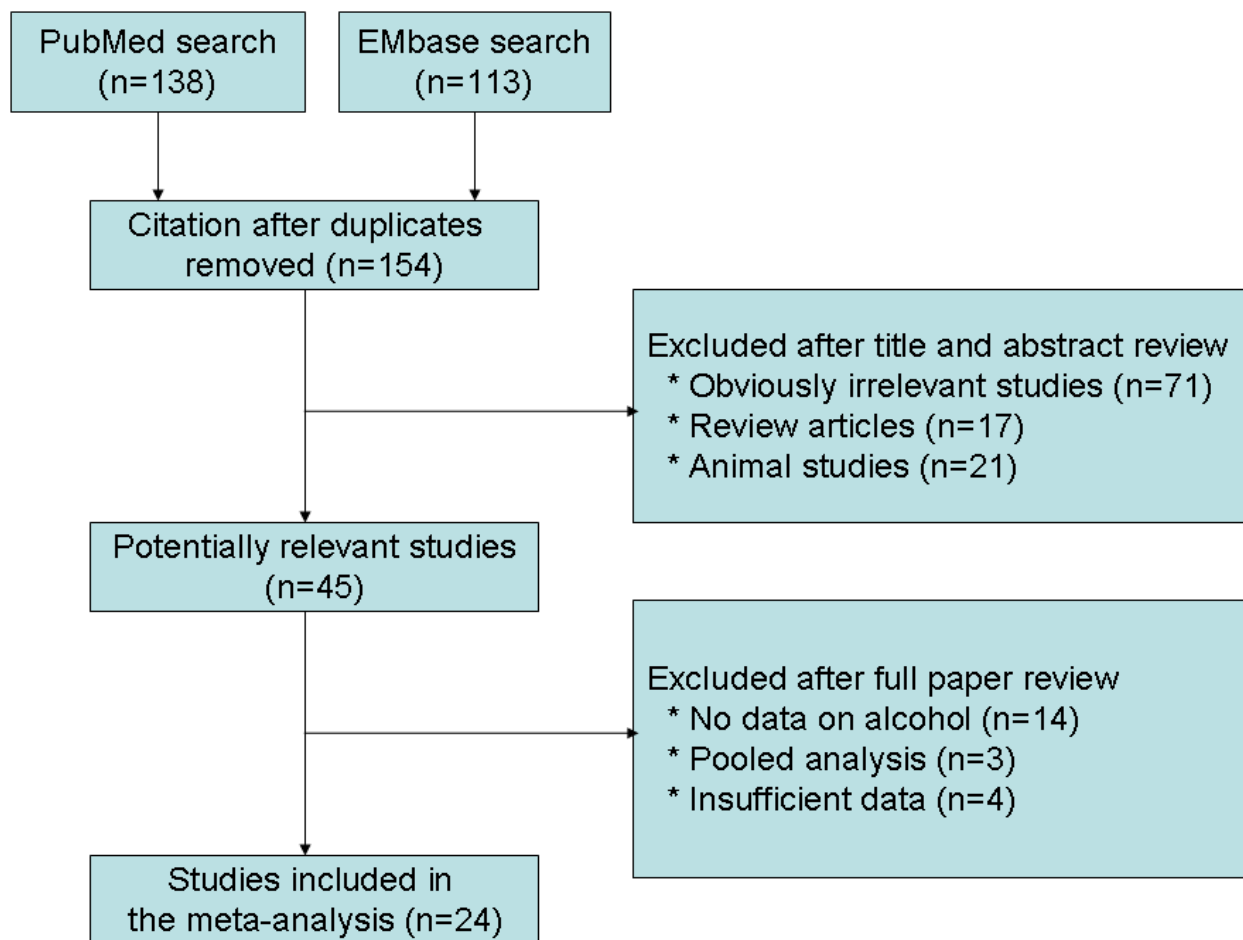 PubMed search
(n=138)
EMbase search
(n=113)
Citation after duplicates
removed (n=154)
Excluded after title and abstract review
* Obviously irrelevant studies (n=71)
* Review articles (n=17)
* Animal studies (n=21)
Potentially relevant studies
(n=45)
Excluded after full paper review
* No data on alcohol (n=14)
* Pooled analysis (n=3)
* Insufficient data (n=4)
Studies included in
the meta-analysis (n=24)